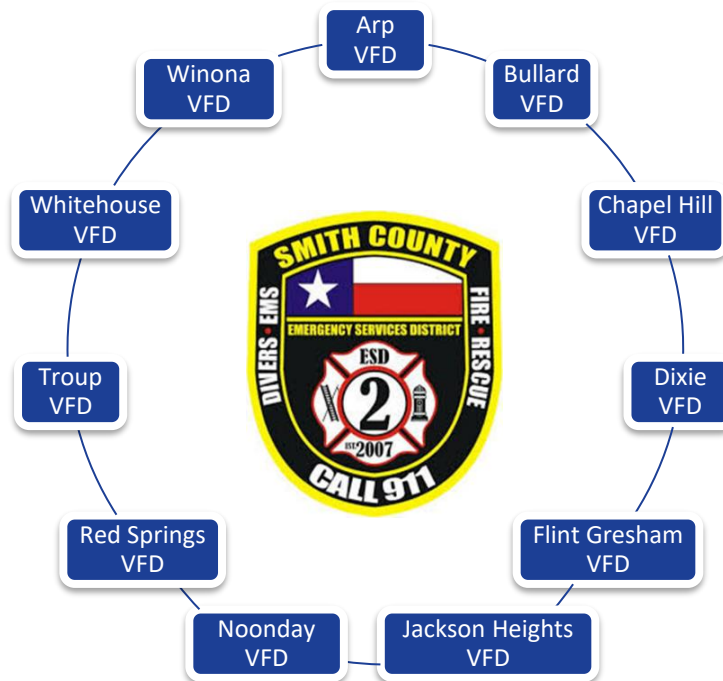 Arp
VFD
Bullard
VFD
Chapel Hill
VFD
Dixie
VFD
Flint Gresham
VFD
Jackson Heights
VFD
Noonday
VFD
Red Springs
VFD
Troup
VFD
Whitehouse
VFD
Winona
VFD
SMITH COUNTY
DIVERS • EMS
FIRE • RESCUE
EMERGENCY SERVICES DISTRICT
ESD
2
EST. 2007
CALL 911